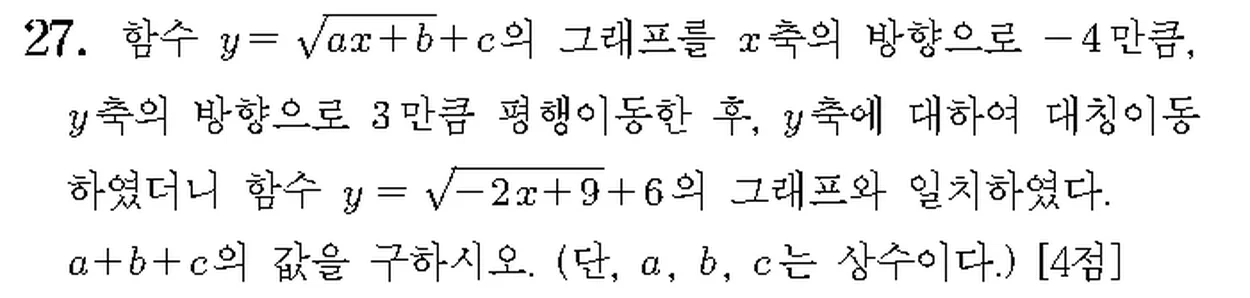 27. 함수 y = √(ax+b) + c의 그래프를 x축의 방향으로 −4만큼,
y축의 방향으로 3만큼 평행이동한 후, y축에 대하여 대칭이동
하였더니 함수 y = √(−2x+9) + 6의 그래프와 일치하였다.
a+b+c의 값을 구하시오. (단, a, b, c는 상수이다.) [4점]